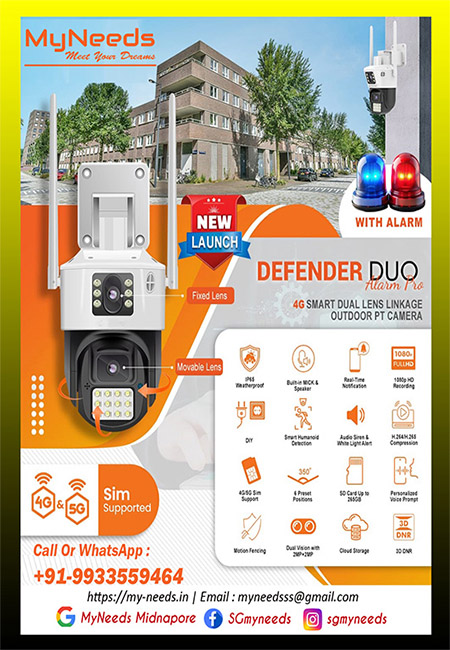 MyNeeds
Meet Your Dreams
WITH ALARM
NEW
LAUNCH
DEFENDER DUO
Alarm Pro
4G SMART DUAL LENS LINKAGE
OUTDOOR PT CAMERA
Fixed Lens
Movable Lens
1080
FULLHD
IP66
Weatherproof
Built-in MICK &
Speaker
Real-Time
Notification
1080p HD
Recording
DIY
Smart Humanoid
Detection
Audio Siren &
White Light Alert
H.264/H.265
Compression
350°
4G/5G Sim
Support
6 Preset
Positions
SD Card Up to
265GB
Personalized
Voice Prompt
3D
DNR
Motion Fencing
Dual Vision with
2MP+2MP
Cloud Storage
3D DNR
4G & 5G
Sim
Supported
Call Or WhatsApp :
+91-9933559464
https://my-needs.in | Email : myneedsss@gmail.com
MyNeeds Midnapore SGmyneeds sgmyneeds